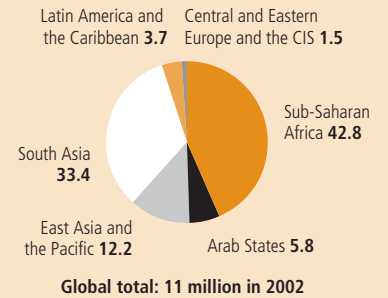 Latin America and
the Caribbean 3.7
Central and Eastern
Europe and the CIS 1.5
Sub-Saharan
Africa 42.8
South Asia
33.4
East Asia and
the Pacific 12.2
Arab States 5.8
Global total: 11 million in 2002